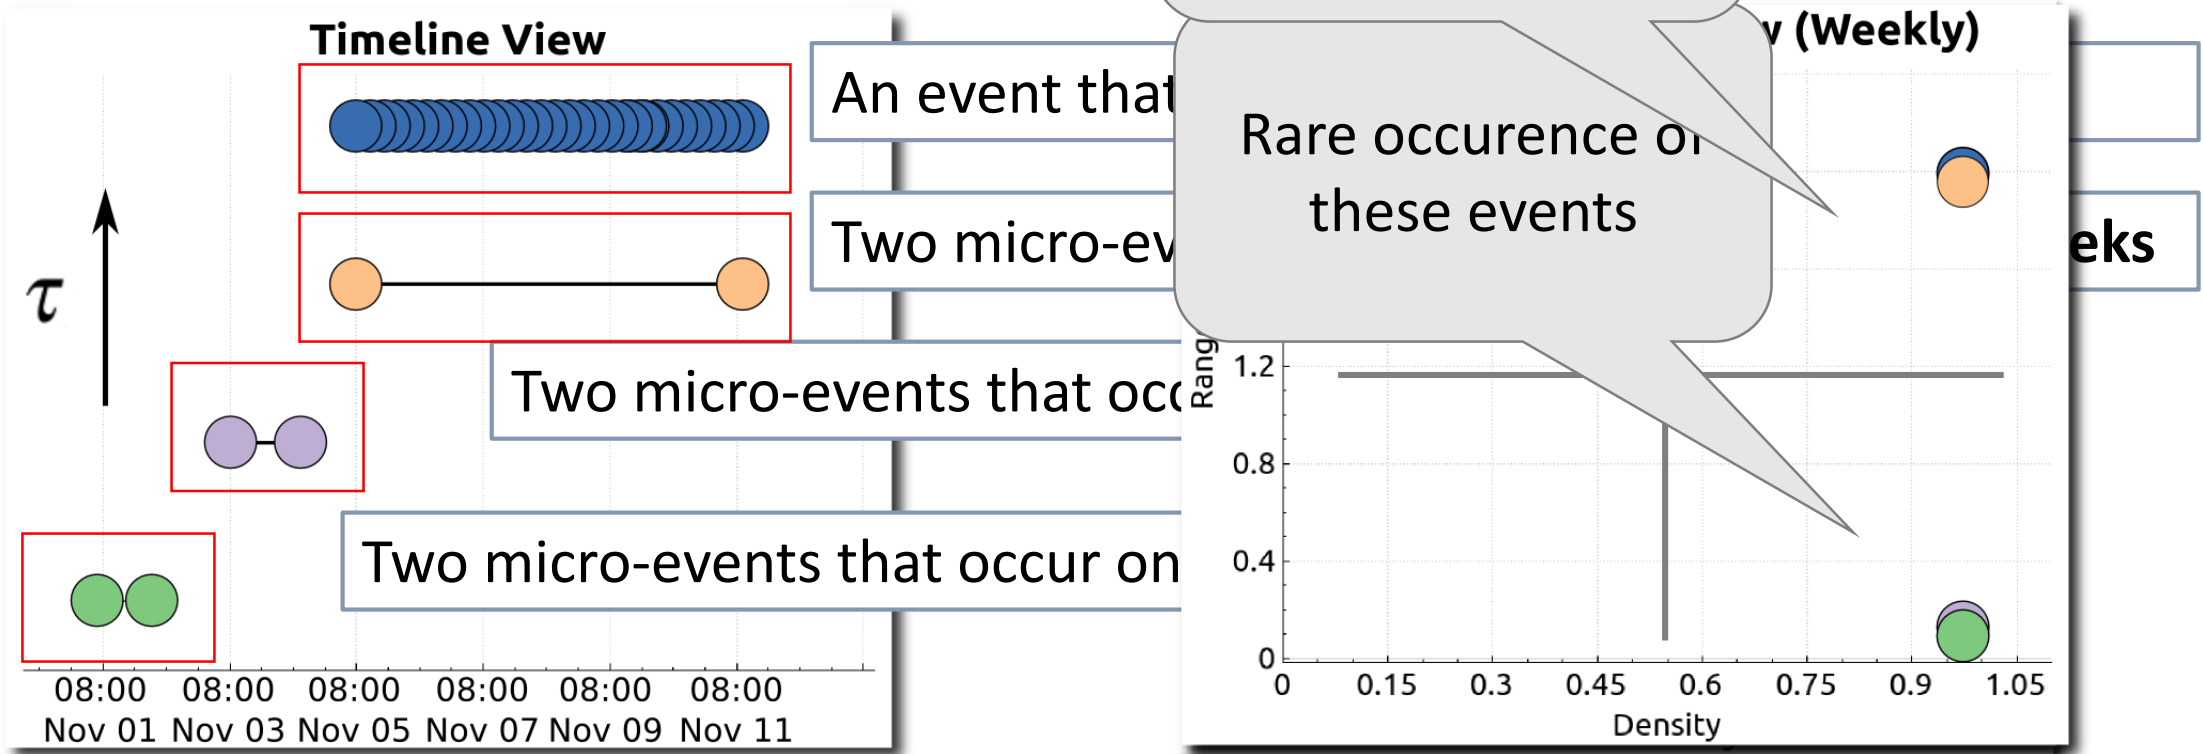 Timeline View
τ
08:00 08:00 08:00 08:00 08:00 08:00
Nov 01 Nov 03 Nov 05 Nov 07 Nov 09 Nov 11
An event that
Two micro-ev
eks
Two micro-events that occ
Two micro-events that occur on
(Weekly)
Rare occurence of
these events
Rang
1.2
0.8
0.4
0
0 0.15 0.3 0.45 0.6 0.75 0.9 1.05
Density